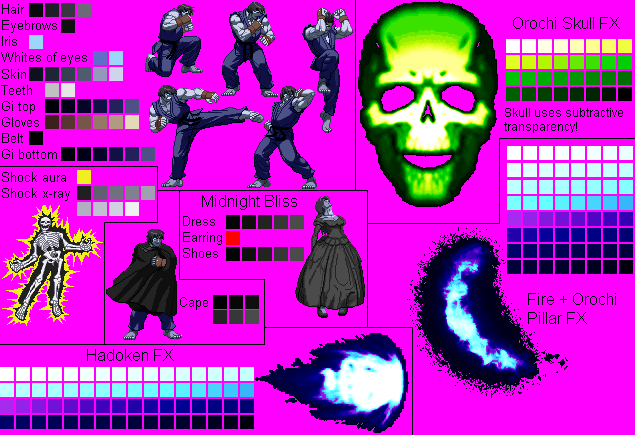 Hair
Eyebrows
Iris
Whites of eyes
Skin
Teeth
Gi top
Gloves
Belt
Gi bottom
Shock aura
Shock x-ray
Orochi Skull FX
Skull uses subtractive
transparency!
Midnight Bliss
Dress
Earring
Shoes
Cape
Fire + Orochi
Pillar FX
Hadoken FX